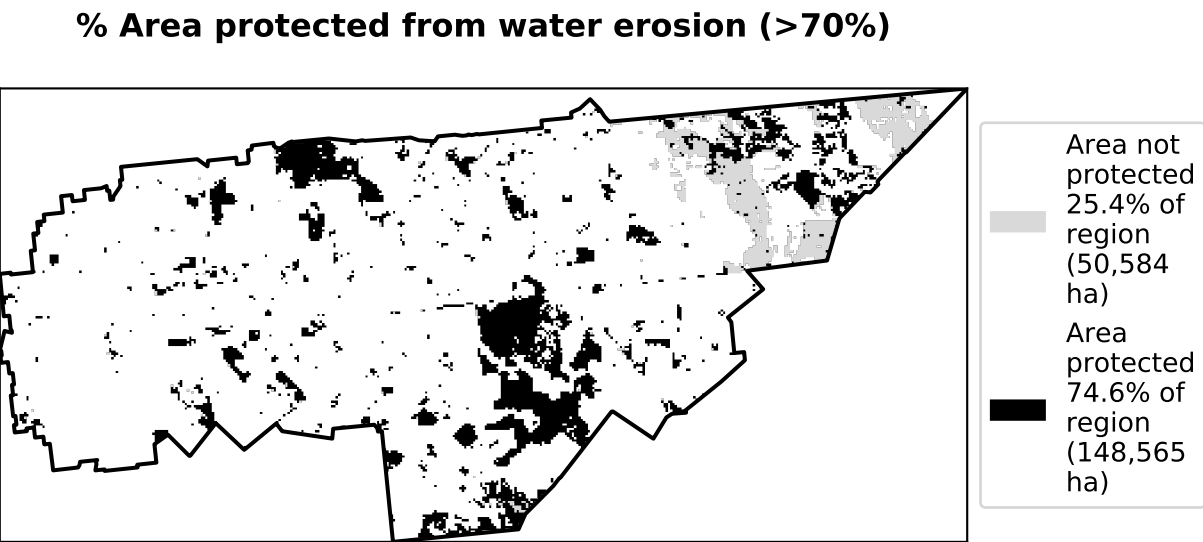 % Area protected from water erosion (>70%)
Area not
protected
25.4% of
region
(50,584
ha)
Area
protected
74.6% of
region
(148,565
ha)